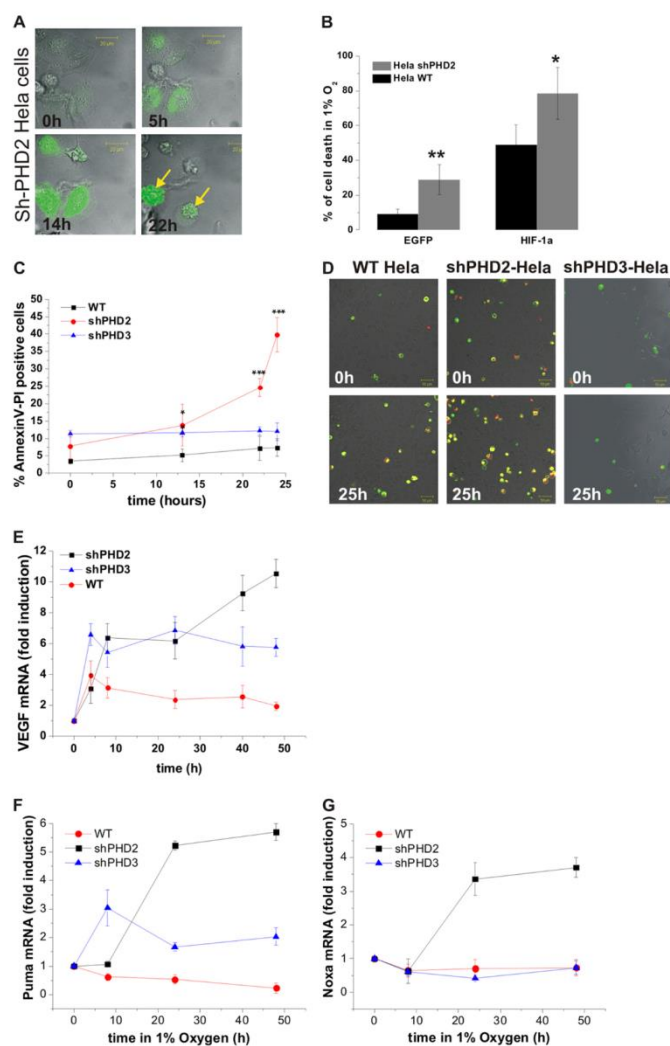 A
Sh-PHD2 Hela cells
20 µm
20 µm
0h
5h
14h
22h
B
% of cell death in 1% O2
100
80
60
40
20
0
Hela shPHD2
Hela WT
**
*
EGFP
HIF-1a
C
% AnnexinV-PI positive cells
50
45
40
35
30
25
20
15
10
5
0
WT
shPHD2
shPHD3
*
***
***
0
5
10
15
20
25
time (hours)
D
WT Hela
shPHD2-Hela
shPHD3-Hela
0h
0h
0h
25h
25h
25h
E
VEGF mRNA (fold induction)
12
10
8
6
4
2
0
shPHD2
shPHD3
WT
0
10
20
30
40
50
time (h)
F
Puma mRNA (fold induction)
6
5
4
3
2
1
0
WT
shPHD2
shPHD3
0
10
20
30
40
50
time in 1% Oxygen (h)
G
Noxa mRNA (fold induction)
5
4
3
2
1
0
WT
shPHD2
shPHD3
0
10
20
30
40
50
time in 1% Oxygen (h)